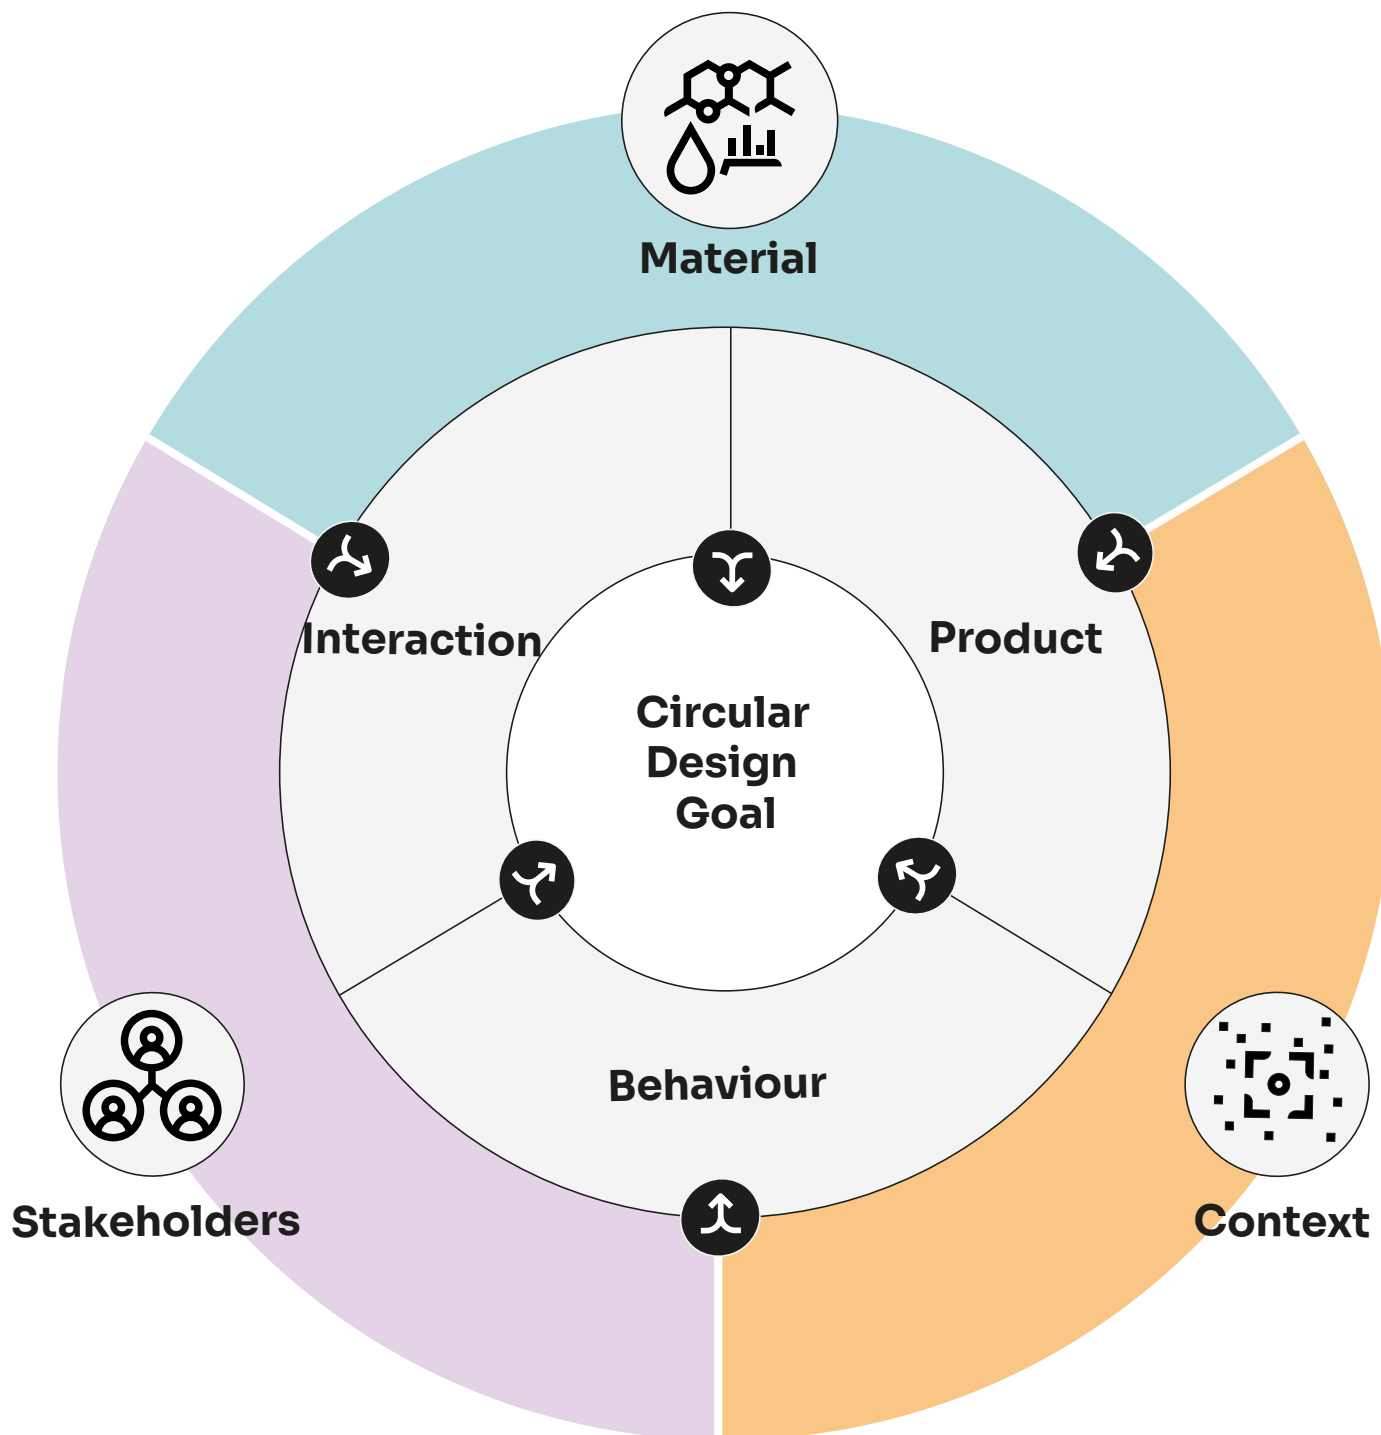 Material
Interaction
Product
Circular
Design
Goal
Behaviour
Stakeholders
Context